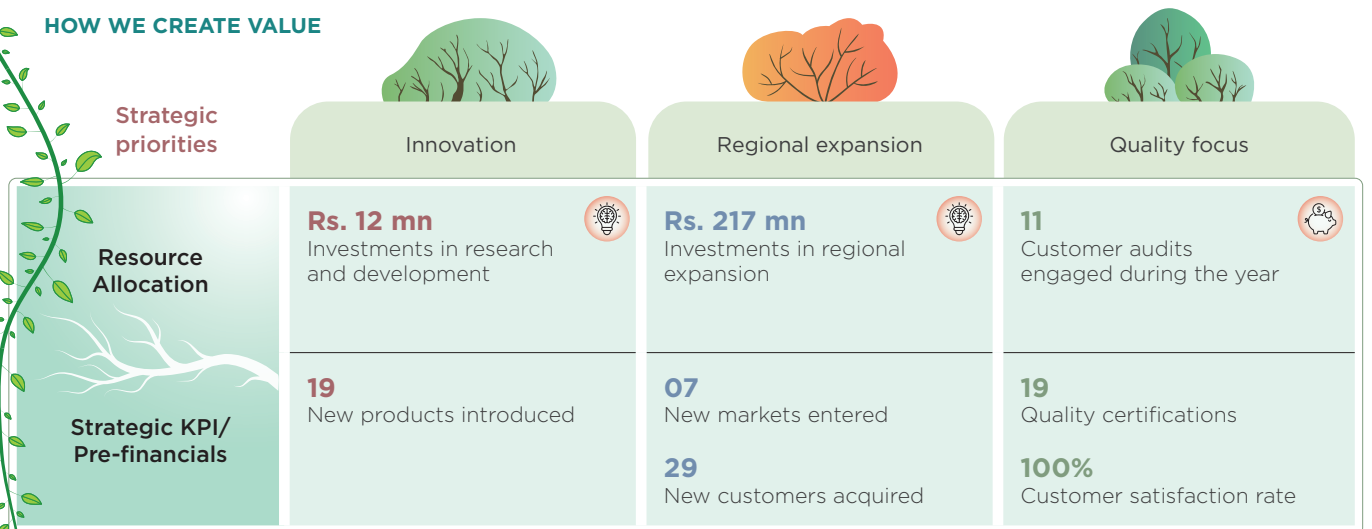 HOW WE CREATE VALUE
Strategic
priorities
Innovation
Regional expansion
Quality focus
Resource
Allocation
Rs. 12 mn
Investments in research
and development
Rs. 217 mn
Investments in regional
expansion
11
Customer audits
engaged during the year
Strategic KPI/
Pre-financials
19
New products introduced
07
New markets entered
29
New customers acquired
19
Quality certifications
100%
Customer satisfaction rate